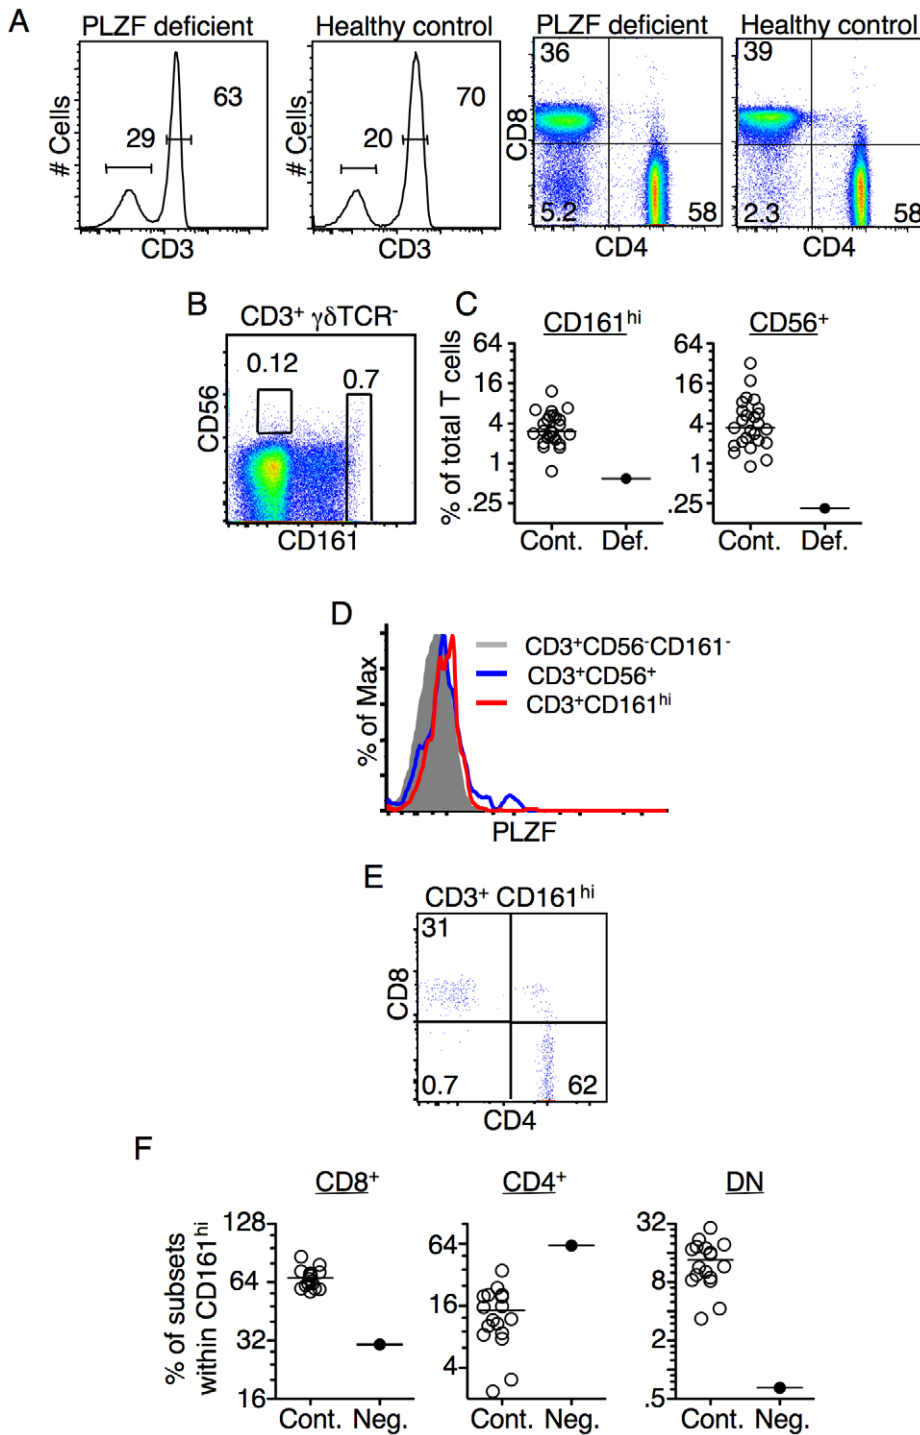 A
PLZF deficient
Healthy control
PLZF deficient
Healthy control
# Cells
29
63
CD3
# Cells
20
70
CD3
CD8
36
5.2
58
CD4
39
2.3
58
CD4
B
CD3+ γδTCR-
CD56
0.12
0.7
CD161
C
% of total T cells
CD161hi
64
16
4
1
.25
Cont.
Def.
CD56+
64
16
4
1
.25
Cont.
Def.
D
% of Max
PLZF
CD3+CD56-CD161-
CD3+CD56+
CD3+CD161hi
E
CD3+ CD161hi
CD8
31
0.7
62
CD4
F
% of subsets
within CD161hi
CD8+
128
64
32
16
Cont.
Neg.
CD4+
64
16
4
Cont.
Neg.
DN
32
8
2
.5
Cont.
Neg.